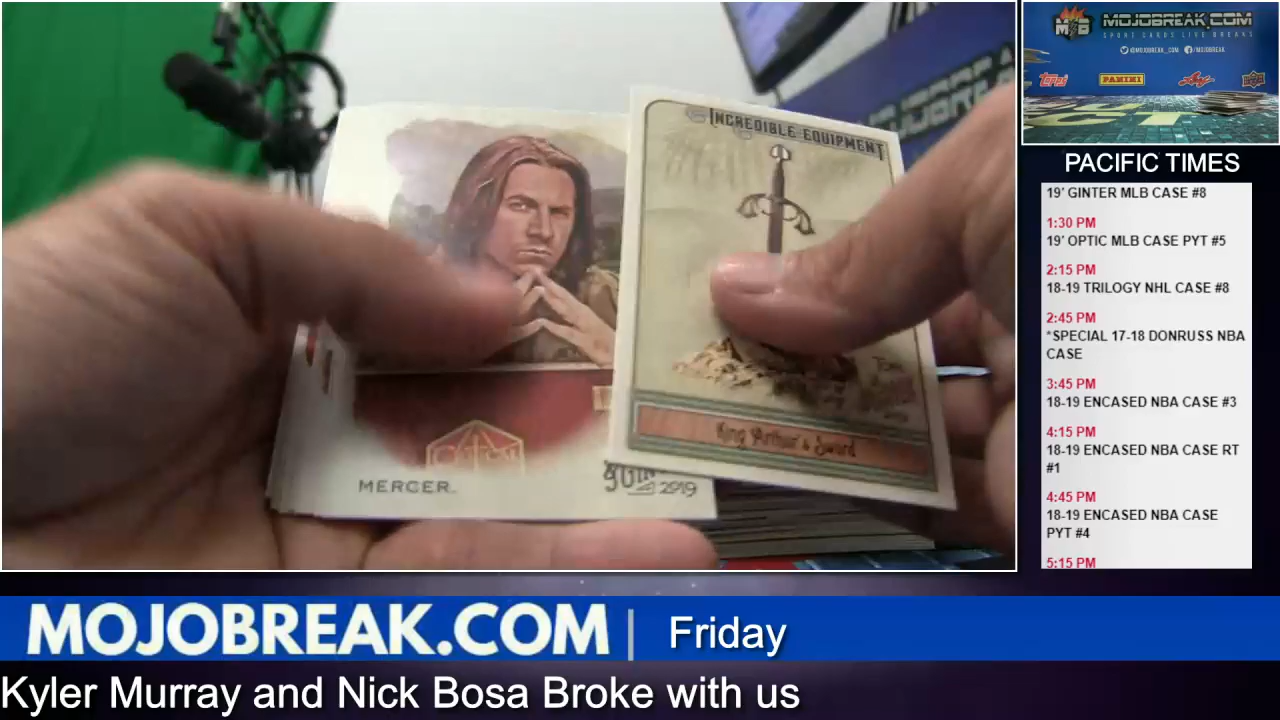 INCREDIBLE EQUIPMENT
King Arthur's Sword
MERCER.
2019
MOJOBREAK.COM
SPORT CARDS LIVE BREAKS
@MOJOBREAK_COM
/MOJOBREAK
Topps
PANINI
PACIFIC TIMES
19' GINTER MLB CASE #8
1:30 PM
19' OPTIC MLB CASE PYT #5
2:15 PM
18-19 TRILOGY NHL CASE #8
2:45 PM
*SPECIAL 17-18 DONRUSS NBA
CASE
3:45 PM
18-19 ENCASED NBA CASE #3
4:15 PM
18-19 ENCASED NBA CASE RT
#1
4:45 PM
18-19 ENCASED NBA CASE
PYT #4
5:15 PM
MOJOBREAK.COM | Friday
Kyler Murray and Nick Bosa Broke with us